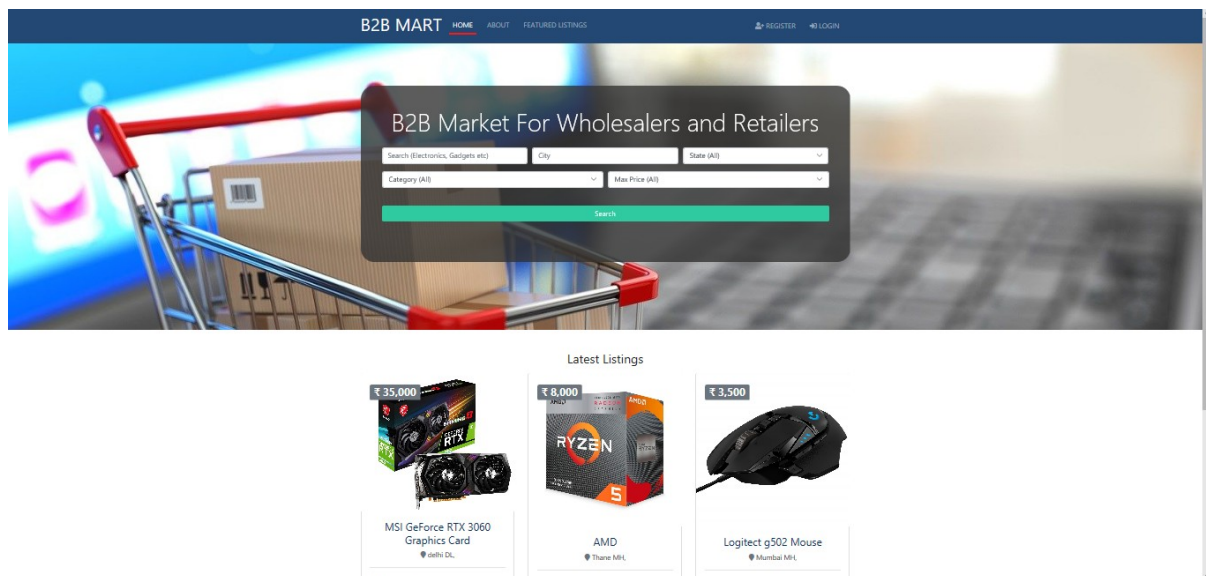 B2B MART HOME ABOUT FEATURED LISTINGS REGISTER LOGIN
B2B Market For Wholesalers and Retailers
Search (Electronics, Gadgets etc) City State (All)
Category (All) Max Price (All)
Search
Latest Listings
₹ 35,000 ₹ 8,000 ₹ 3,500
RTX
AMD
RYZEN
5
MSI GeForce RTX 3060
Graphics Card AMD Logitect g502 Mouse
delhi DL, Thane MH, Mumbai MH,